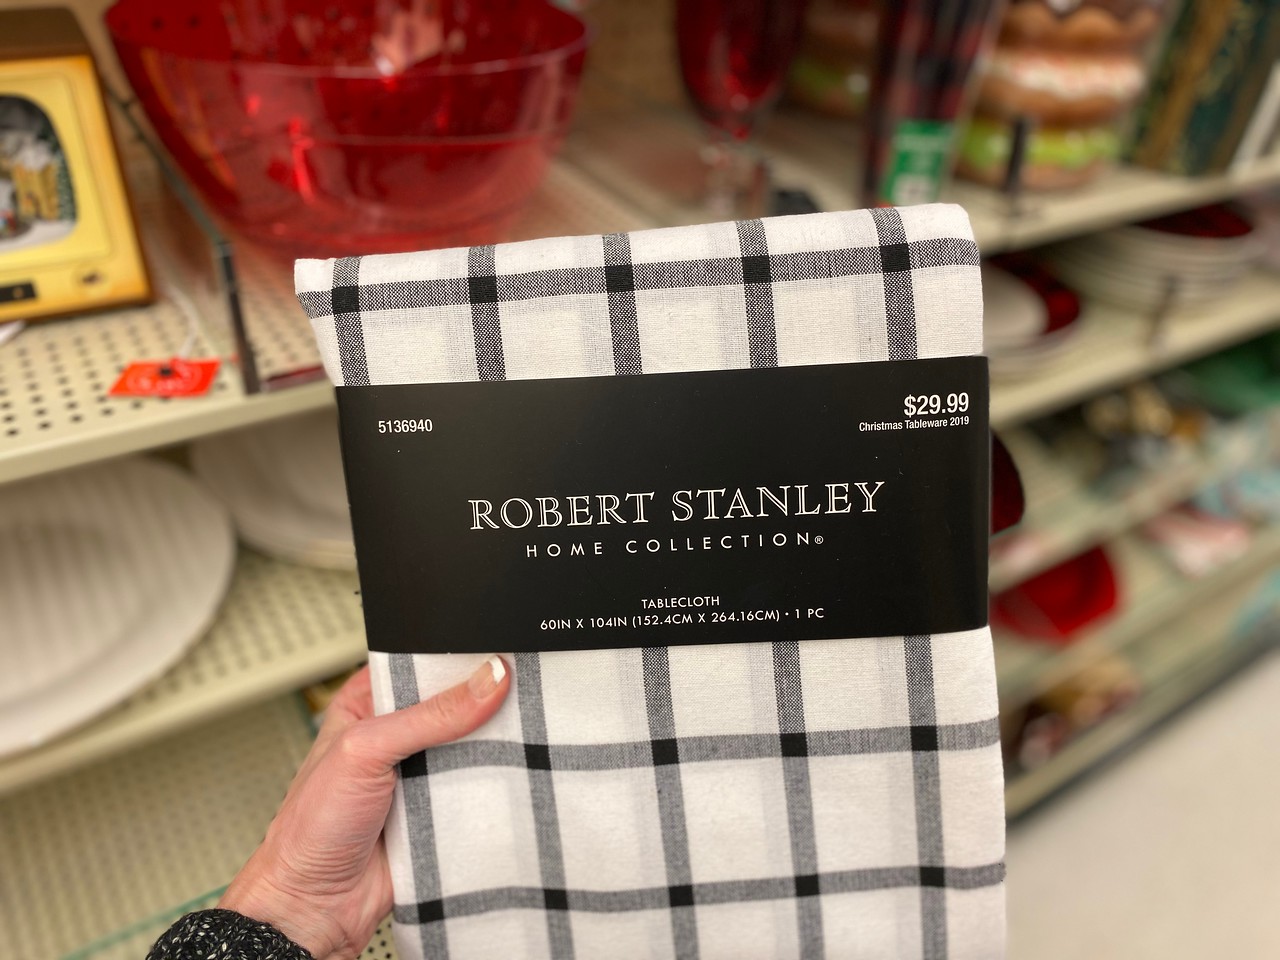 5136940
$29.99
Christmas Tableware 2019
ROBERT STANLEY
HOME COLLECTION®
TABLECLOTH
60IN X 104IN (152.4CM X 264.16CM) • 1 PC